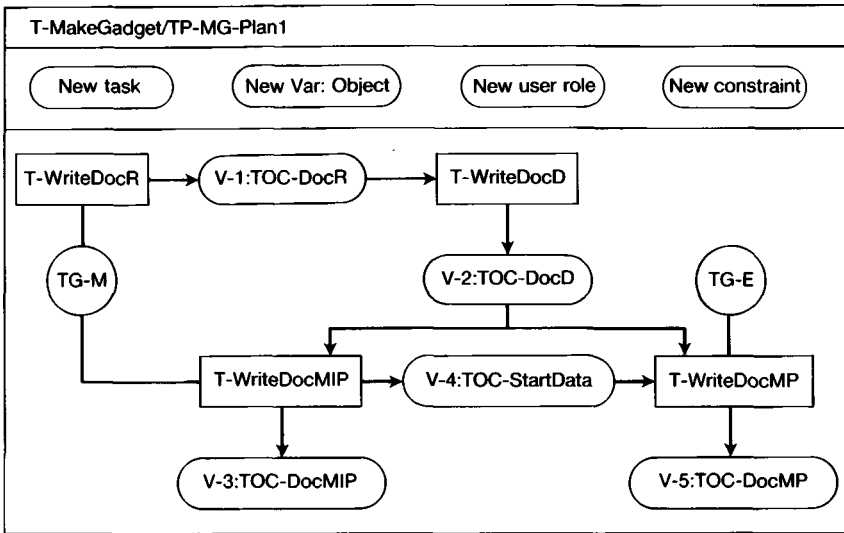 T-MakeGadget/TP-MG-Plan1
New task
New Var: Object
New user role
New constraint
T-WriteDocR
V-1:TOC-DocR
T-WriteDocD
TG-M
V-2:TOC-DocD
TG-E
T-WriteDocMIP
V-4:TOC-StartData
T-WriteDocMP
V-3:TOC-DocMIP
V-5:TOC-DocMP